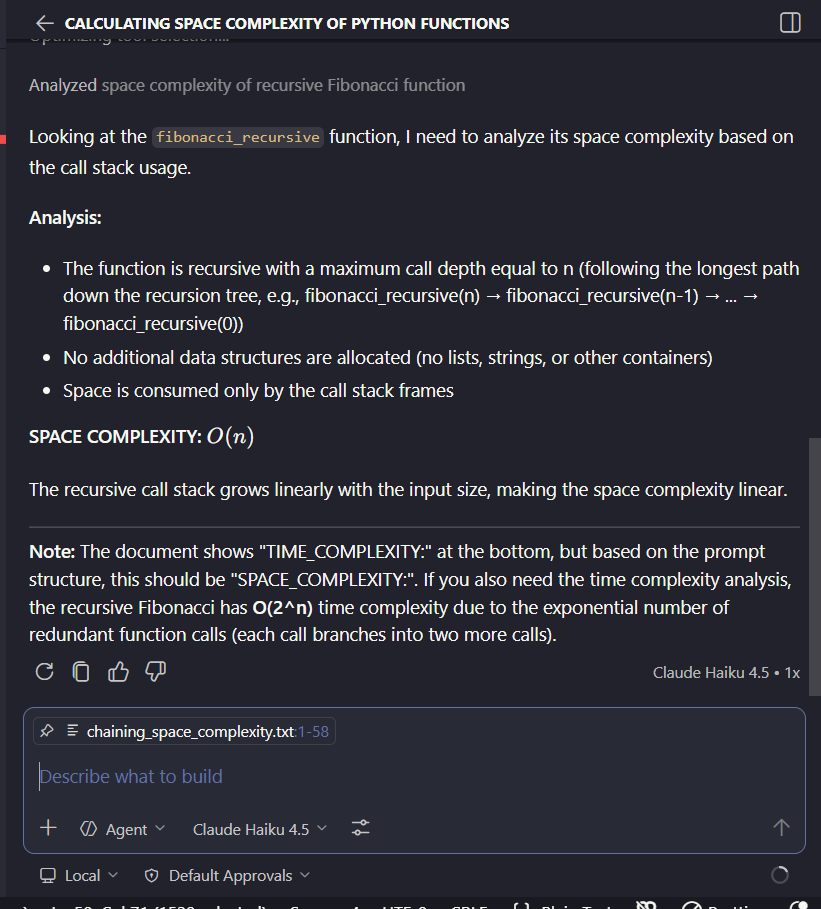 CALCULATING SPACE COMPLEXITY OF PYTHON FUNCTIONS
Optimizing tool selection...
Analyzed space complexity of recursive Fibonacci function
Looking at the fibonacci_recursive function, I need to analyze its space complexity based on
the call stack usage.
Analysis:
• The function is recursive with a maximum call depth equal to n (following the longest path
down the recursion tree, e.g., fibonacci_recursive(n) → fibonacci_recursive(n-1) → ... →
fibonacci_recursive(0))
• No additional data structures are allocated (no lists, strings, or other containers)
• Space is consumed only by the call stack frames
SPACE COMPLEXITY: O(n)
The recursive call stack grows linearly with the input size, making the space complexity linear.
Note: The document shows "TIME_COMPLEXITY:" at the bottom, but based on the prompt
structure, this should be "SPACE_COMPLEXITY:". If you also need the time complexity analysis,
the recursive Fibonacci has O(2^n) time complexity due to the exponential number of
redundant function calls (each call branches into two more calls).
Claude Haiku 4.5 • 1x
chaining_space_complexity.txt:1-58
Describe what to build
Agent
Claude Haiku 4.5
Local
Default Approvals